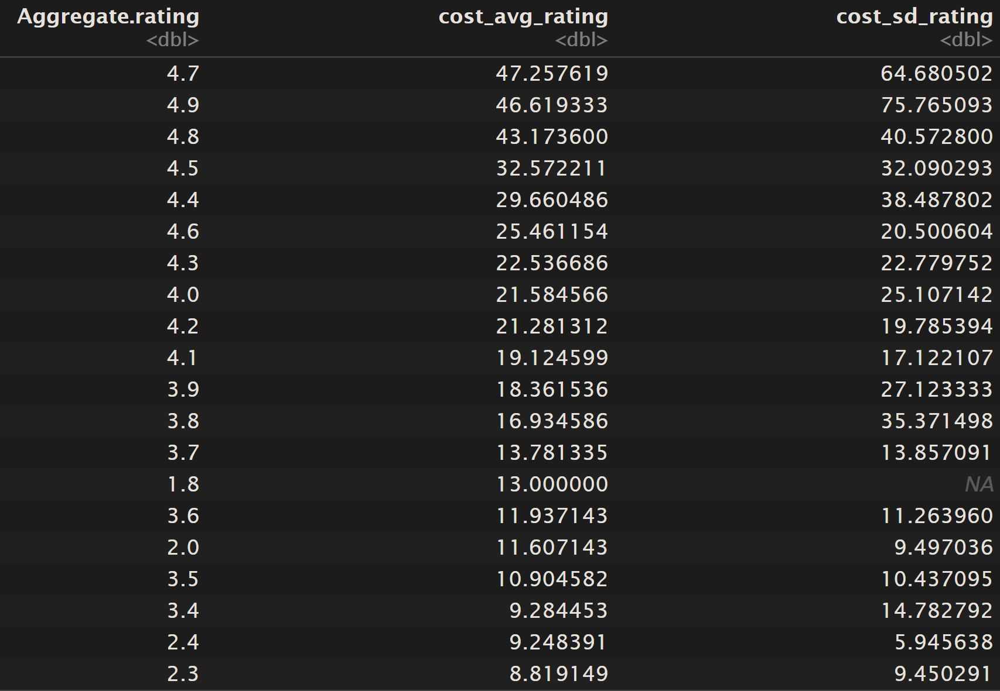 Aggregate.rating cost_avg_rating cost_sd_rating
<dbl> <dbl> <dbl>
4.7 47.257619 64.680502
4.9 46.619333 75.765093
4.8 43.173600 40.572800
4.5 32.572211 32.090293
4.4 29.660486 38.487802
4.6 25.461154 20.500604
4.3 22.536686 22.779752
4.0 21.584566 25.107142
4.2 21.281312 19.785394
4.1 19.124599 17.122107
3.9 18.361536 27.123333
3.8 16.934586 35.371498
3.7 13.781335 13.857091
1.8 13.000000 NA
3.6 11.937143 11.263960
2.0 11.607143 9.497036
3.5 10.904582 10.437095
3.4 9.284453 14.782792
2.4 9.248391 5.945638
2.3 8.819149 9.450291